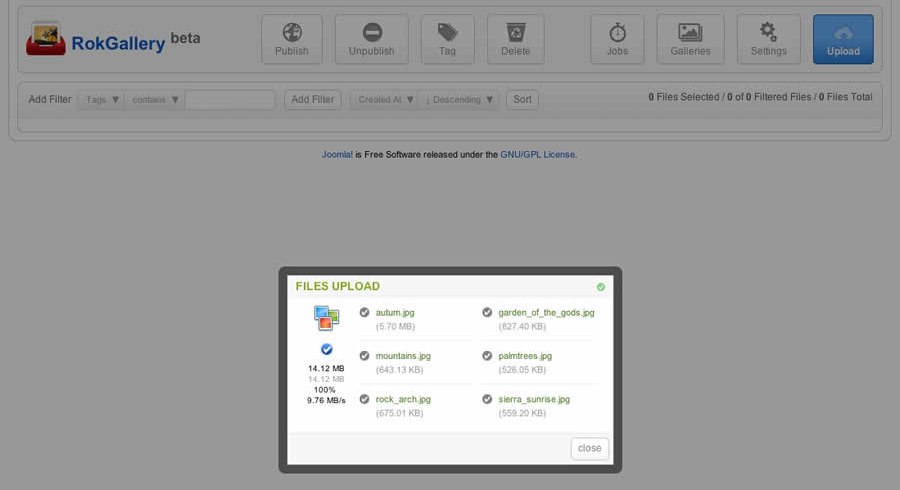 RokGallery beta
Publish
Unpublish
Tag
Delete
Jobs
Galleries
Settings
Upload
Add Filter Tags contains Add Filter Created At ↓ Descending Sort 0 Files Selected / 0 of 0 Filtered Files / 0 Files Total
Joomla! is Free Software released under the GNU/GPL License.
FILES UPLOAD
14.12 MB
14.12 MB
100%
9.76 MB/s
autum.jpg
(5.70 MB)
garden_of_the_gods.jpg
(827.40 KB)
mountains.jpg
(643.13 KB)
palmtrees.jpg
(526.05 KB)
rock_arch.jpg
(675.01 KB)
sierra_sunrise.jpg
(559.20 KB)
close